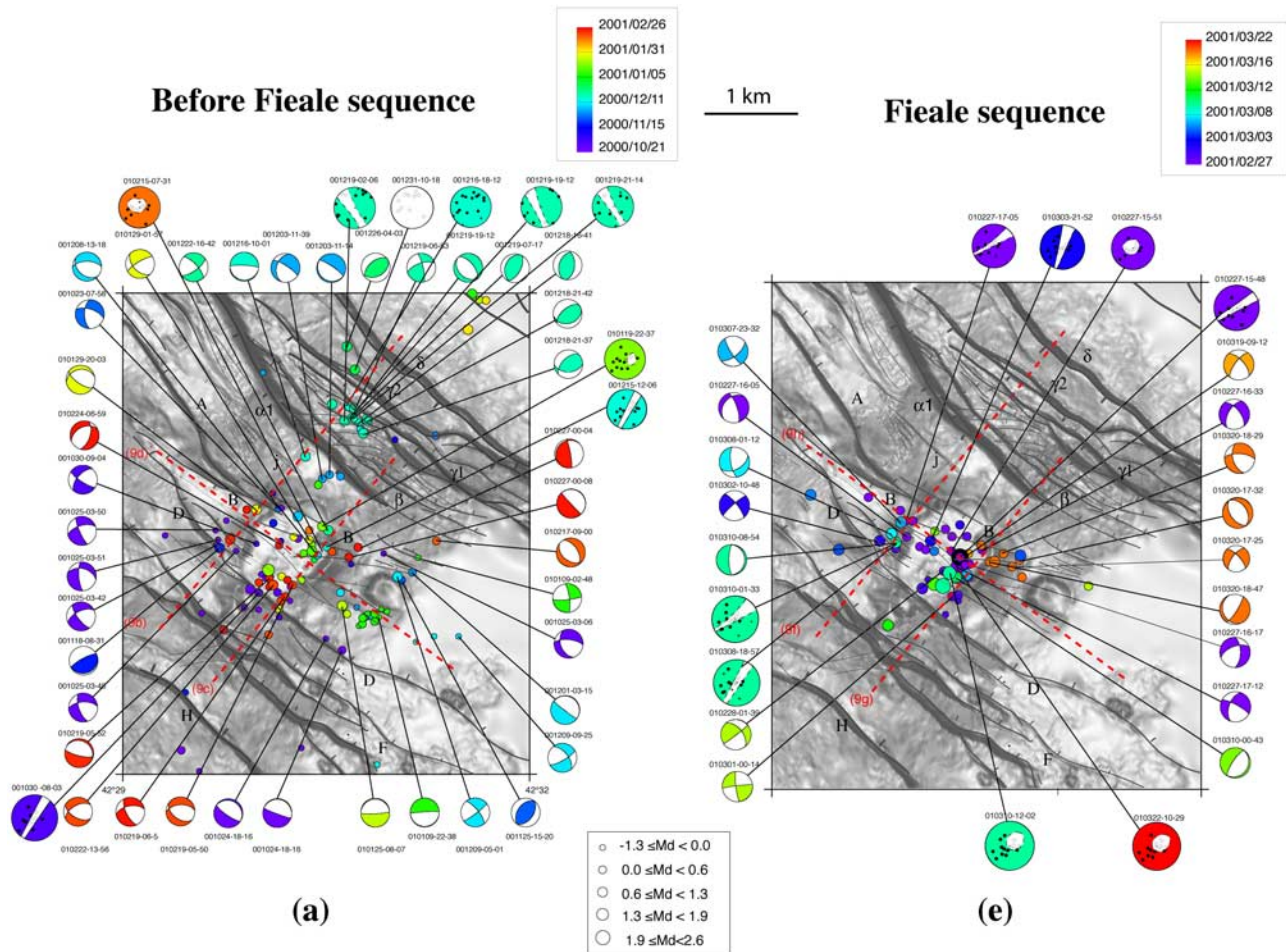 Before Fieale sequence
2001/02/26
2001/01/31
2001/01/05
2000/12/11
2000/11/15
2000/10/21
1 km
Fieale sequence
2001/03/22
2001/03/16
2001/03/12
2001/03/08
2001/03/03
2001/02/27
010215-07-31
001219-02-06
001231-10-18
001216-18-12
001219-19-12
001219-21-14
010129-01-57
001222-16-42
001216-10-01
001203-11-39
001203-11-14
001226-04-03
001219-06-43
001219-19-12
001219-07-17
001218-16-41
001208-13-18
001023-07-58
010129-20-03
010224-06-59
001030-09-04
001025-03-50
001025-03-51
001025-03-42
001118-08-31
010219-05-52
001030-08-03
001218-21-42
001218-21-37
010119-22-37
001215-12-06
010227-00-04
010227-00-08
010217-09-00
010109-02-48
001025-03-06
001201-03-15
001209-09-25
A
α1
δ
γ2
j
γ1
β
B
D
B
D
H
F
(9d)
(9b)
(9c)
42°29
42°32
010222-13-56
010219-06-5
010219-05-50
001024-18-16
001024-18-16
010125-08-07
010109-22-38
001209-05-01
001125-15-20
(a)
-1.3 ≤Md < 0.0
0.0 ≤Md < 0.6
0.6 ≤Md < 1.3
1.3 ≤Md < 1.9
1.9 ≤Md<2.6
010227-17-05
010303-21-52
010227-15-51
010227-15-48
010307-23-32
010227-16-05
010308-01-12
010302-10-48
010310-08-54
010310-01-33
010308-18-57
010228-01-39
010301-00-14
010319-09-12
010227-16-33
010320-18-29
010320-17-32
010320-17-25
010320-18-47
010227-16-17
010227-17-12
010310-00-43
A
α1
δ
γ2
J
γ1
β
B
D
B
D
H
F
(9h)
(9f)
(9g)
010310-12-02
010322-10-29
(e)